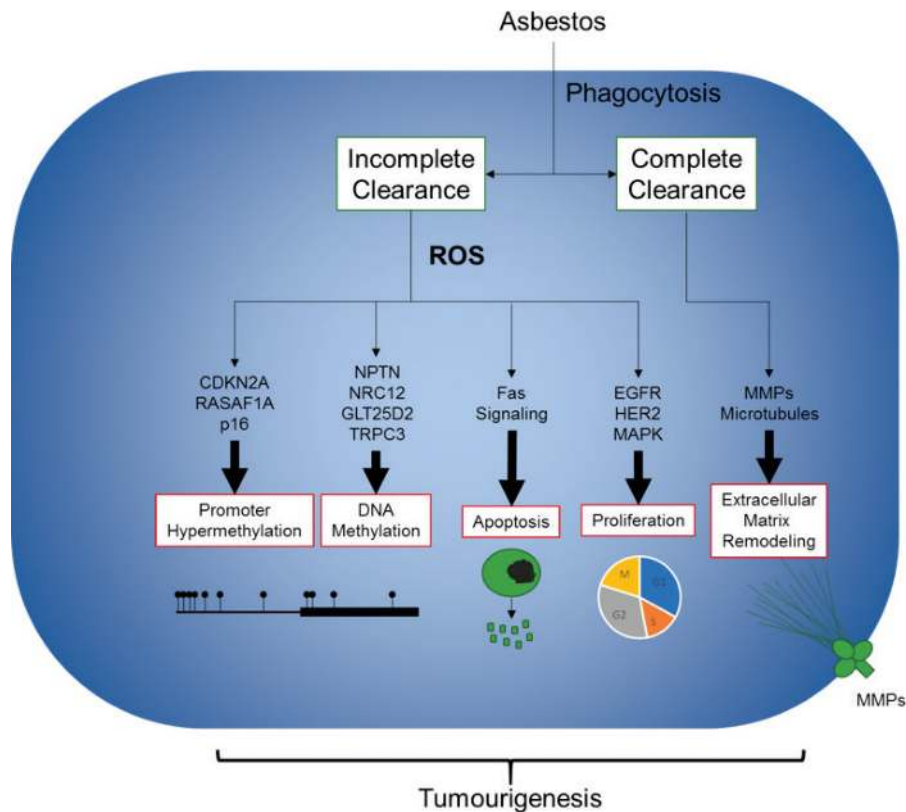 Asbestos
Phagocytosis
Incomplete
Clearance
Complete
Clearance
ROS
CDKN2A
RASAF1A
p16
NPTN
NRC12
GLT25D2
TRPC3
Fas
Signaling
EGFR
HER2
MAPK
MMPs
Microtubules
Promoter
Hypermethylation
DNA
Methylation
Apoptosis
Proliferation
Extracellular
Matrix
Remodeling
M
G1
G2
S
MMPs
Tumourigenesis